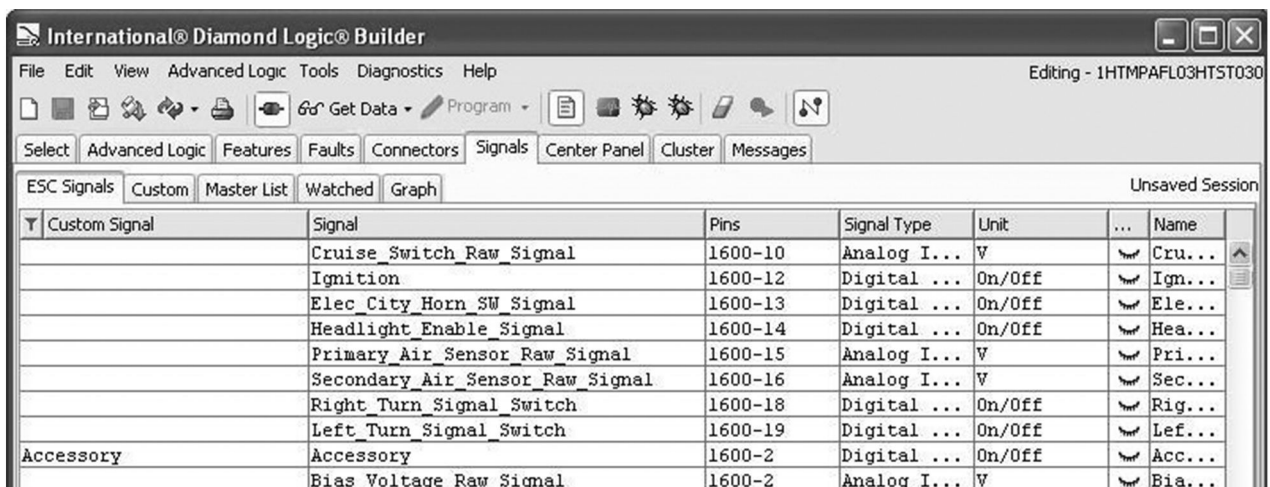 International® Diamond Logic® Builder
File Edit View Advanced Logic Tools Diagnostics Help Editing - 1HTMPAFL03HTST030
Get Data Program
Select Advanced Logic Features Faults Connectors Signals Center Panel Cluster Messages
ESC Signals Custom Master List Watched Graph Unsaved Session
Custom Signal Signal Pins Signal Type Unit ... Name
Cruise_Switch_Raw_Signal 1600-10 Analog I... V Cru...
Ignition 1600-12 Digital ... On/Off Ign...
Elec_City_Horn_SW_Signal 1600-13 Digital ... On/Off Ele...
Headlight_Enable_Signal 1600-14 Digital ... On/Off Hea...
Primary_Air_Sensor_Raw_Signal 1600-15 Analog I... V Pri...
Secondary_Air_Sensor_Raw_Signal 1600-16 Analog I... V Sec...
Right_Turn_Signal_Switch 1600-18 Digital ... On/Off Rig...
Left_Turn_Signal_Switch 1600-19 Digital ... On/Off Lef...
Accessory Accessory 1600-2 Digital ... On/Off Acc...
Bias_Voltage_Raw_Signal 1600-2 Analog I... V Bia...